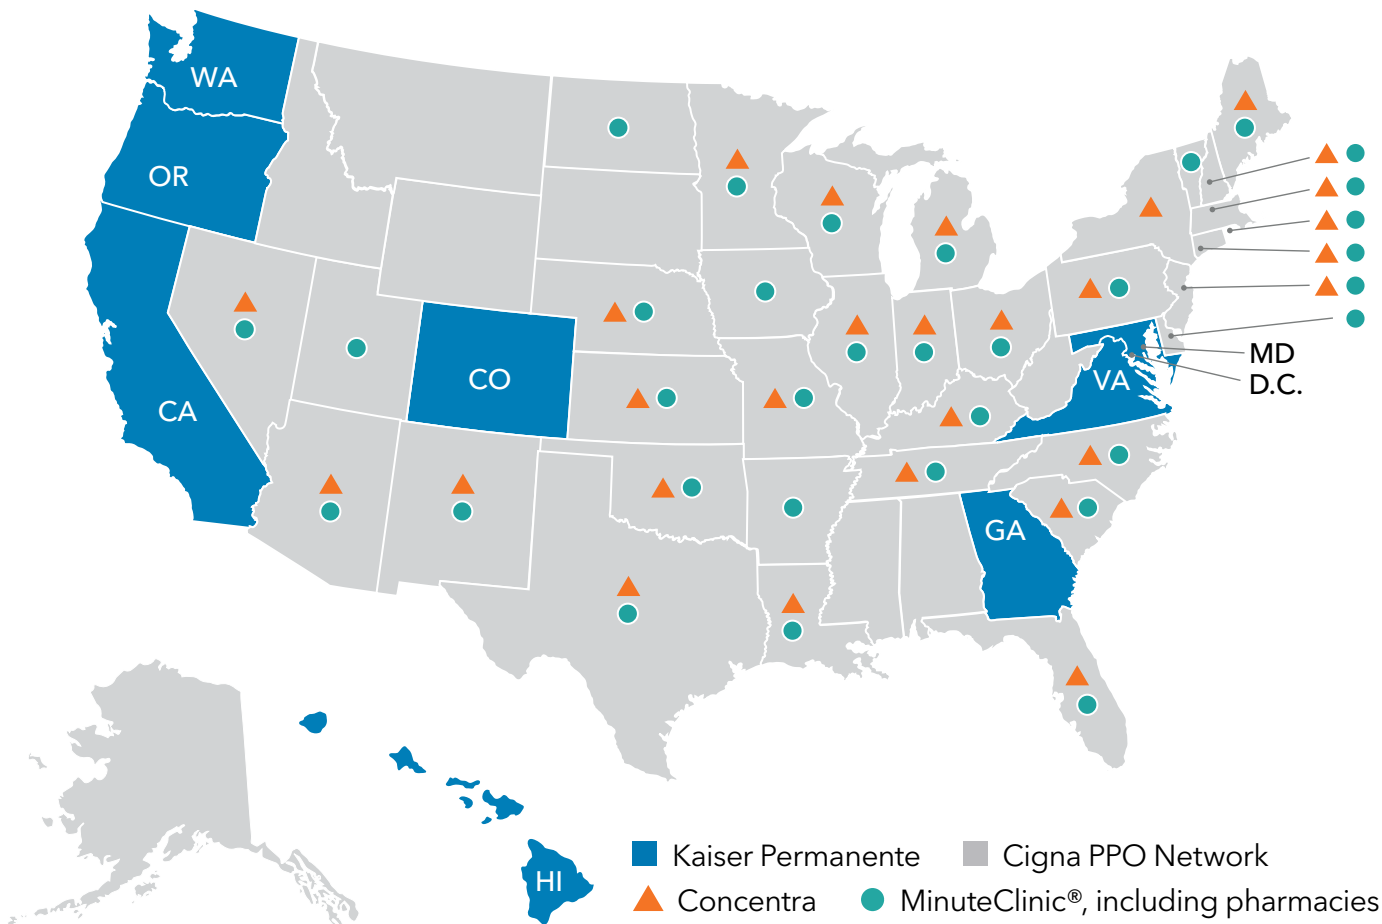 WA
OR
CA
CO
MD
D.C.
VA
GA
HI
Kaiser Permanente
Cigna PPO Network
Concentra
MinuteClinic®, including pharmacies